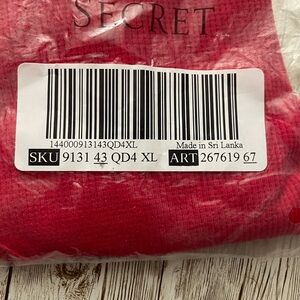 SECRET
144000913143QD4XL Made in Sri Lanka
SKU 9131 43 QD4 XL ART 267619 67